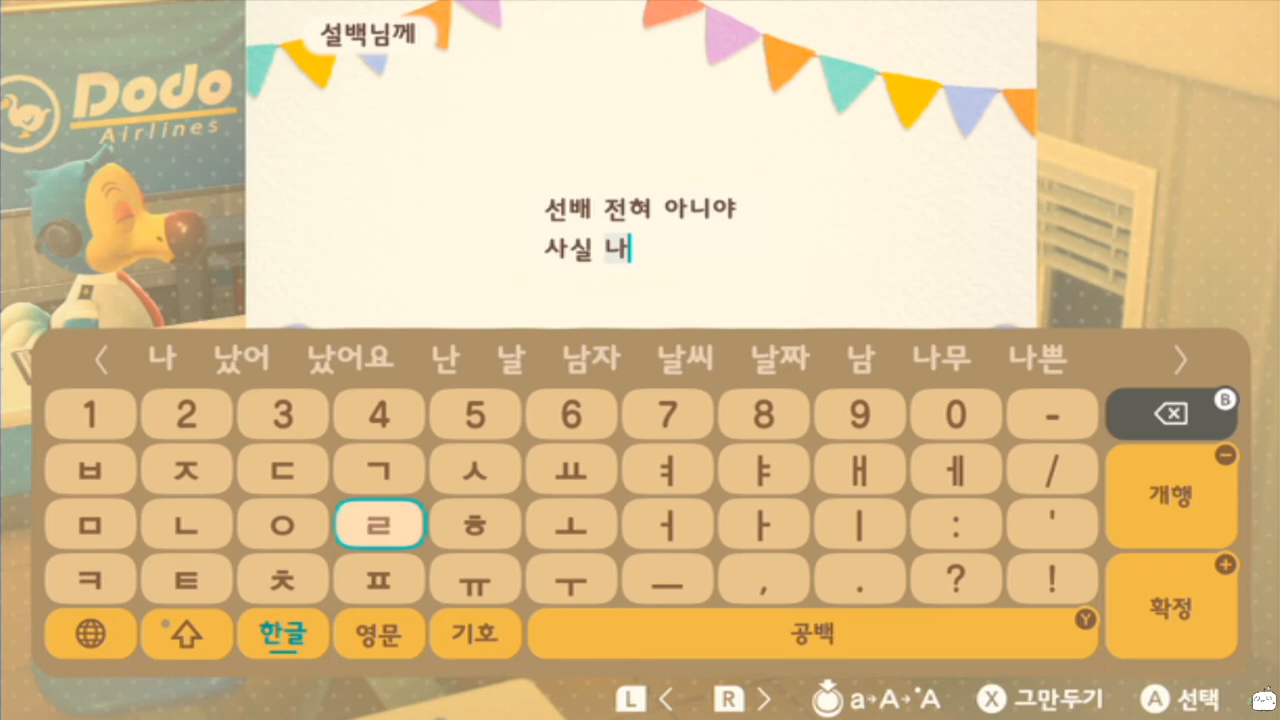 설백님께
Dodo
Airlines
선배 전혀 아니야
사실 나
나 났어 났어요 난 날 남자 날씨 날짜 남 나무 나쁜
1 2 3 4 5 6 7 8 9 0 - B
ㅂ ㅈ ㄷ ㄱ ㅅ ㅛ ㅕ ㅑ ㅐ ㅔ / 개행
ㅁ ㄴ ㅇ ㄹ ㅎ ㅗ ㅓ ㅏ ㅣ : '
ㅋ ㅌ ㅊ ㅍ ㅠ ㅜ ㅡ , . ? ! 확정
한글 영문 기호 공백 Y
L R a→A→•A X 그만두기 A 선택